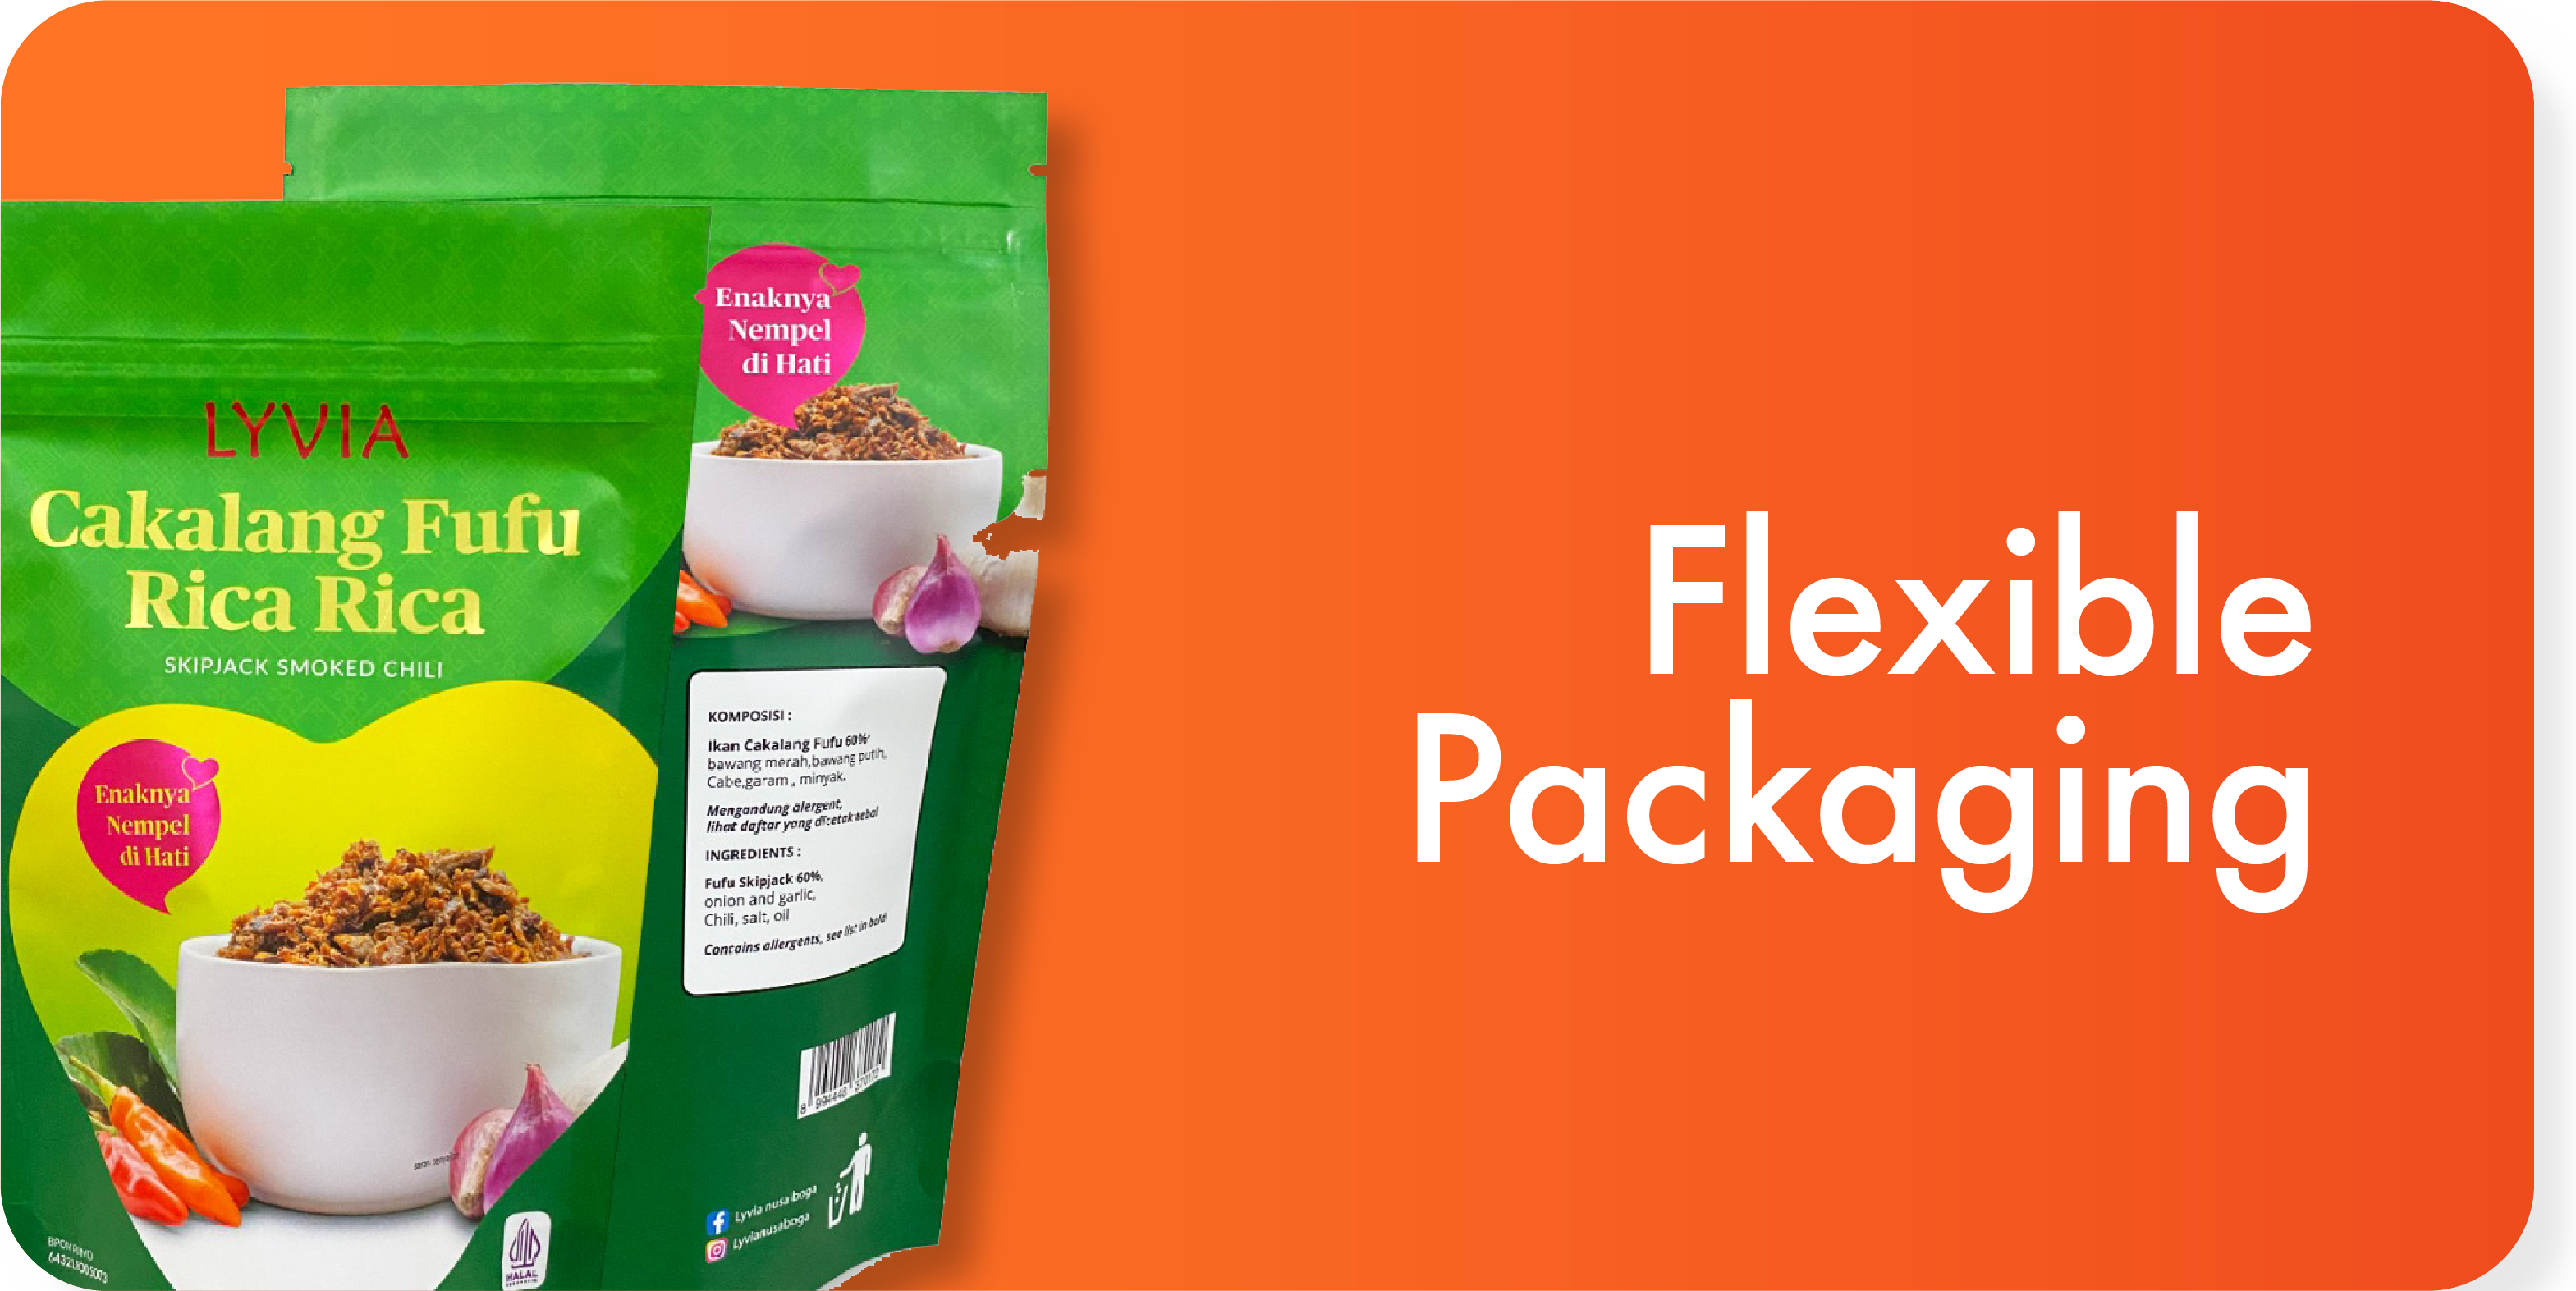 LYVIA
Cakalang Fufu
Rica Rica
SKIPJACK SMOKED CHILI
Enaknya
Nempel
di Hati
HALAL
Enaknya
Nempel
di Hati
KOMPOSISI :
Ikan Cakalang Fufu 60%
bawang merah,bawang putih,
Cabe,garam , minyak.
Mengandung alergent,
lihat daftar yang dicetak tebal
INGREDIENTS :
Fufu Skipjack 60%,
onion and garlic,
Chili, salt, oil
Contains allergents, see list in bold
8 994448 370172
Lyvia nusa boga
Lyvianusaboga
Flexible
Packaging